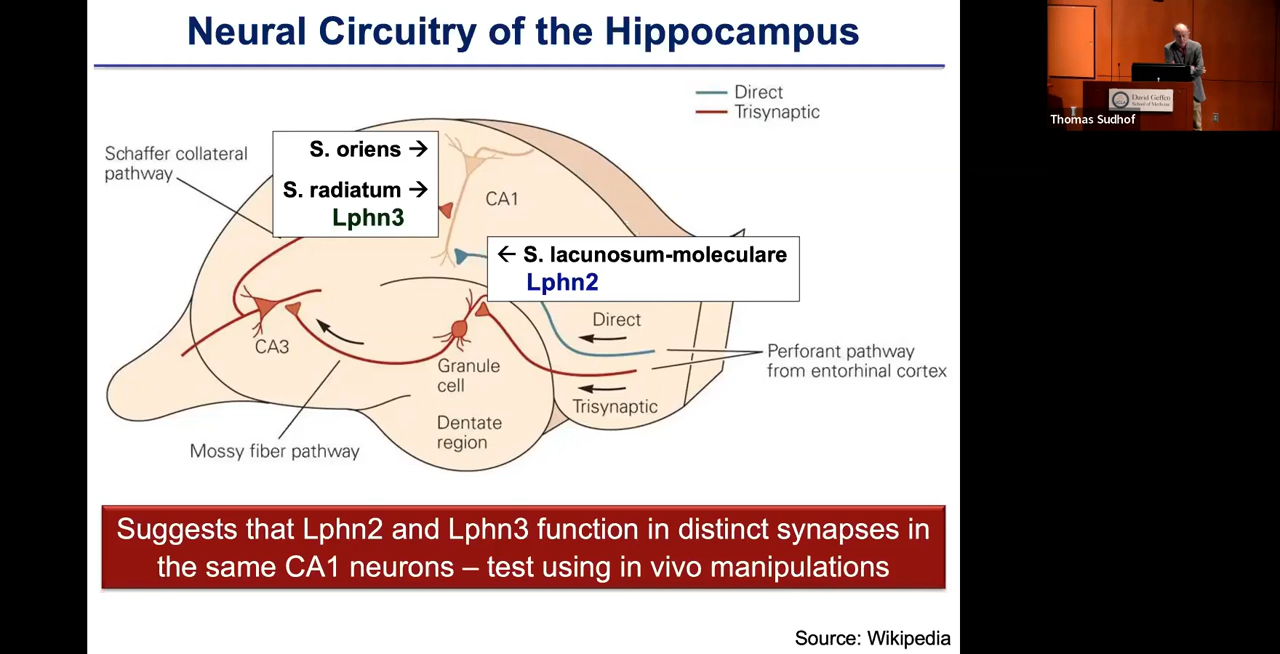 Neural Circuitry of the Hippocampus
Direct
Trisynaptic
Schaffer collateral
pathway
S. oriens →
S. radiatum →
Lphn3
CA1
← S. lacunosum-moleculare
Lphn2
Direct
CA3
Granule
cell
Perforant pathway
from entorhinal cortex
Trisynaptic
Dentate
region
Mossy fiber pathway
Suggests that Lphn2 and Lphn3 function in distinct synapses in
the same CA1 neurons – test using in vivo manipulations
Source: Wikipedia
David Geffen
School of Medicine
Thomas Sudhof